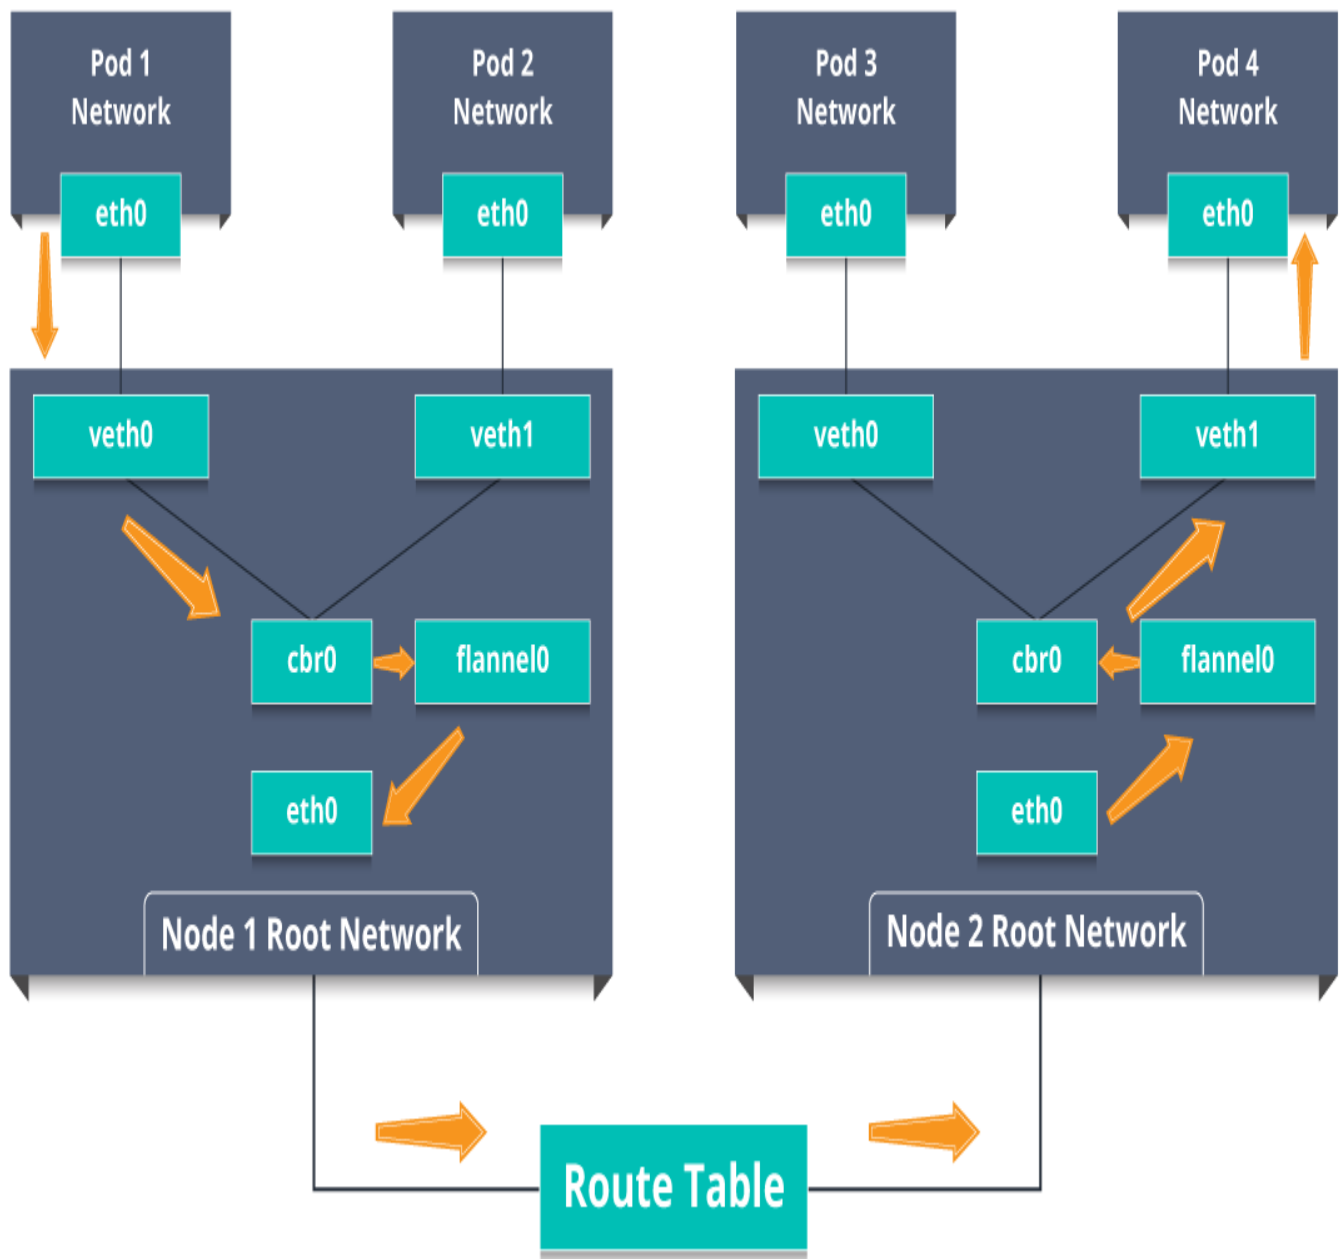 Pod 1
Network
Pod 2
Network
Pod 3
Network
Pod 4
Network
eth0
eth0
eth0
eth0
veth0
veth1
veth0
veth1
cbr0
flannel0
cbr0
flannel0
eth0
eth0
Node 1 Root Network
Node 2 Root Network
Route Table